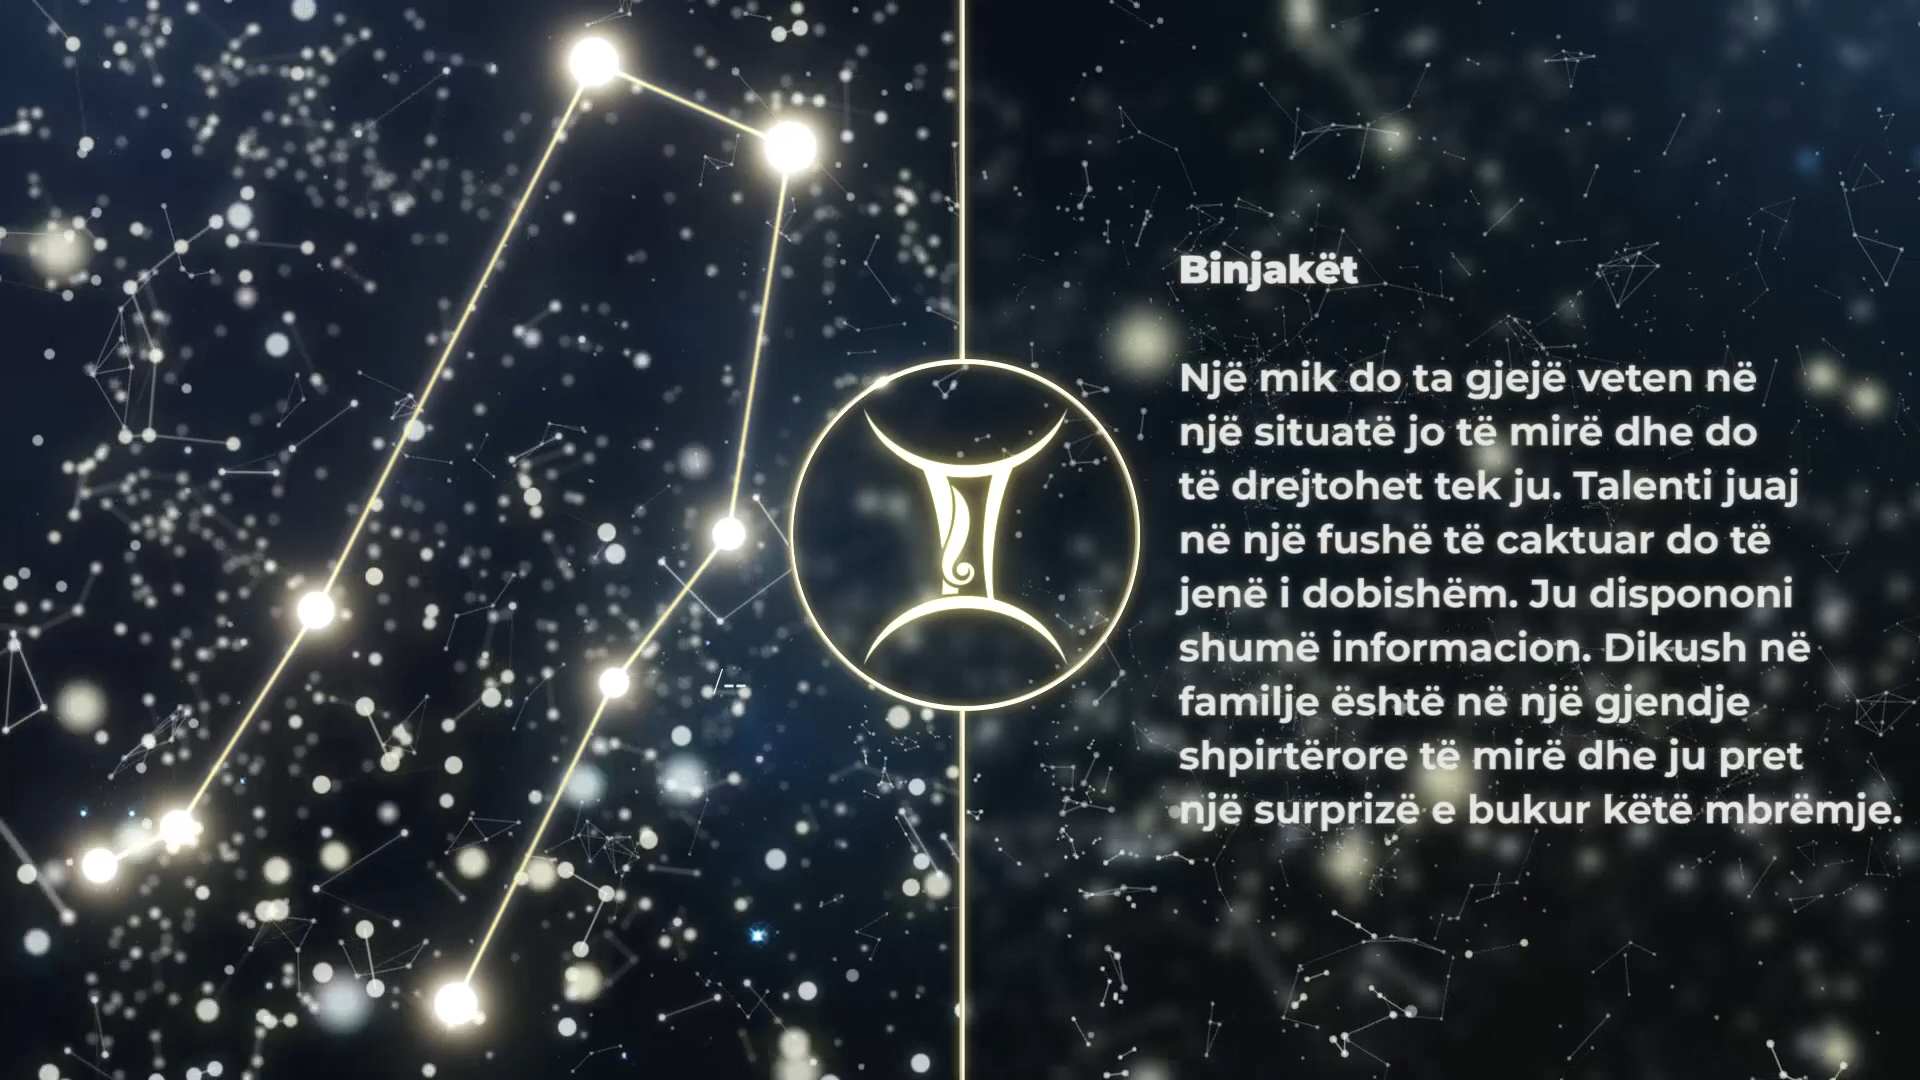 Binjakët
Një mik do ta gjejë veten në
një situatë jo të mirë dhe do
të drejtohet tek ju. Talenti juaj
në një fushë të caktuar do të
jenë i dobishëm. Ju disponori
shumë informacion. Dikush në
familje është në një gjendje
shpirtërore të mirë dhe ju pret
një surprizë e bukur këtë mbrëmje.
/--